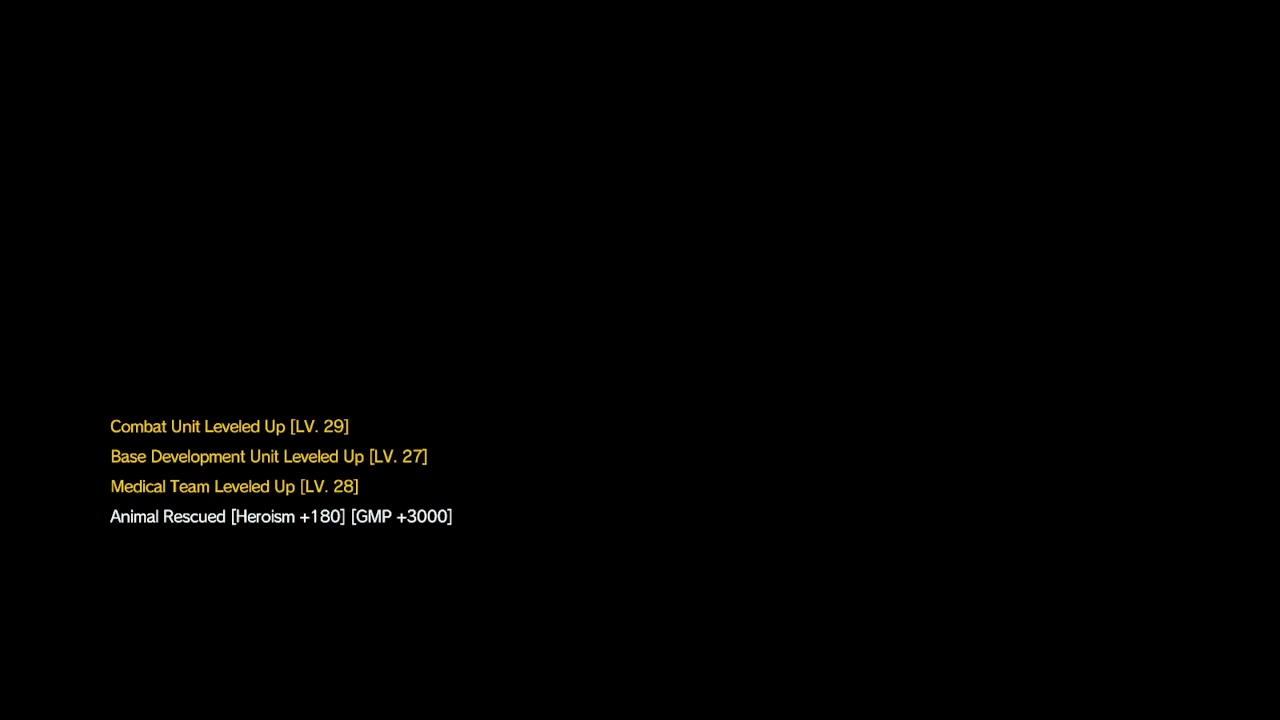 Combat Unit Leveled Up [LV. 29]
Base Development Unit Leveled Up [LV. 27]
Medical Team Leveled Up [LV. 28]
Animal Rescued [Heroism +180] [GMP +3000]